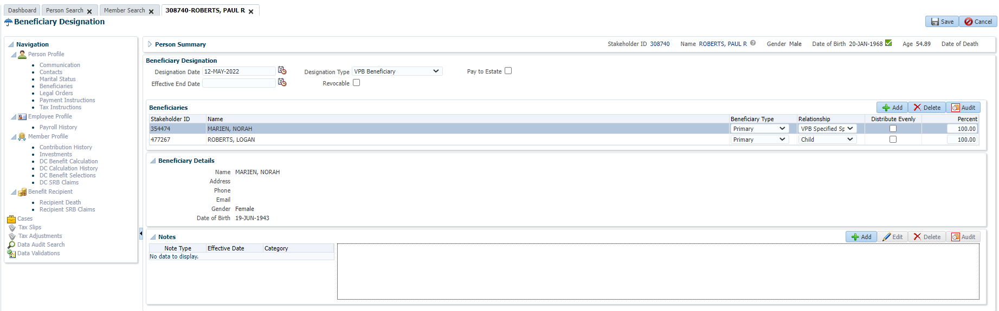 Dashboard Person Search Member Search 308740-ROBERTS, PAUL R
Beneficiary Designation
Save Cancel
Navigation
Person Profile
Communication
Contacts
Marital Status
Beneficiaries
Legal Orders
Payment Instructions
Tax Instructions
Employee Profile
Payroll History
Member Profile
Contribution History
Investments
DC Benefit Calculation
DC Calculation History
DC Benefit Selections
DC SRB Claims
Benefit Recipient
Recipient Death
Recipient SRB Claims
Cases
Tax Slips
Tax Adjustments
Data Audit Search
Data Validations
Person Summary Stakeholder ID 308740 Name ROBERTS, PAUL R Gender Male Date of Birth 20-JAN-1968 Age 54.89 Date of Death
Beneficiary Designation
Designation Date 12-MAY-2022 Designation Type VPB Beneficiary Pay to Estate
Effective End Date Revocable
Beneficiaries Add Delete Audit
Stakeholder ID Name Beneficiary Type Relationship Distribute Evenly Percent
354474 MARIEN, NORAH Primary VPB Specified Sp 100.00
477267 ROBERTS, LOGAN Primary Child 100.00
Beneficiary Details
Name MARIEN, NORAH
Address
Phone
Email
Gender Female
Date of Birth 19-JUN-1943
Notes Add Edit Delete Audit
Note Type Effective Date Category
No data to display.